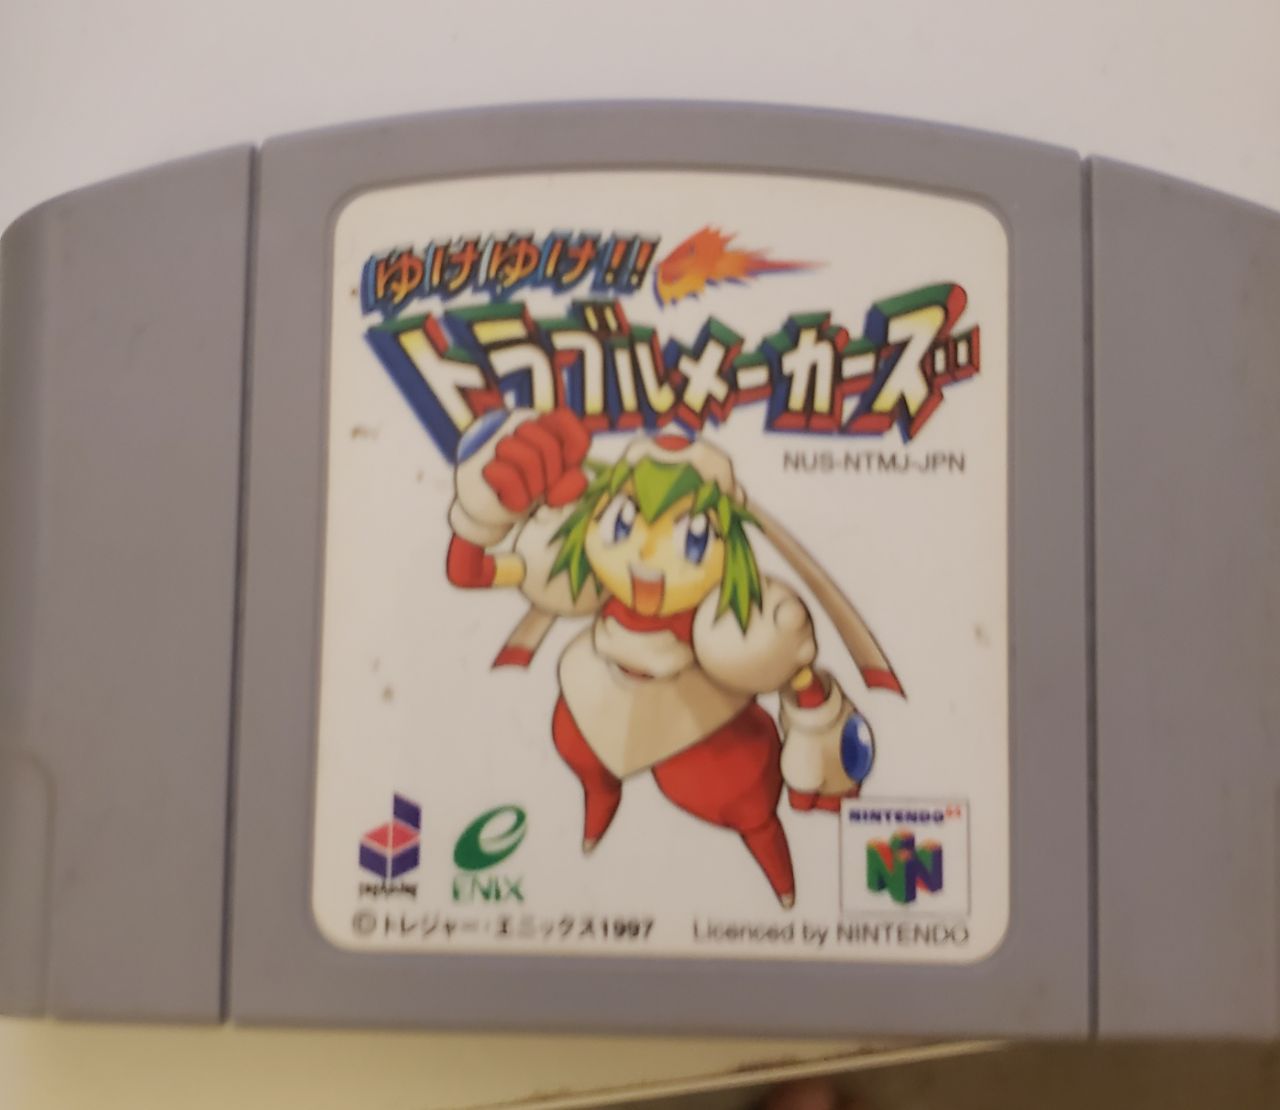 ゆけゆけ!!
トラブルメーカーズ
NUS-NTMJ-JPN
ENIX
NINTENDO64
©トレジャー・エニックス1997
Licenced by NINTENDO